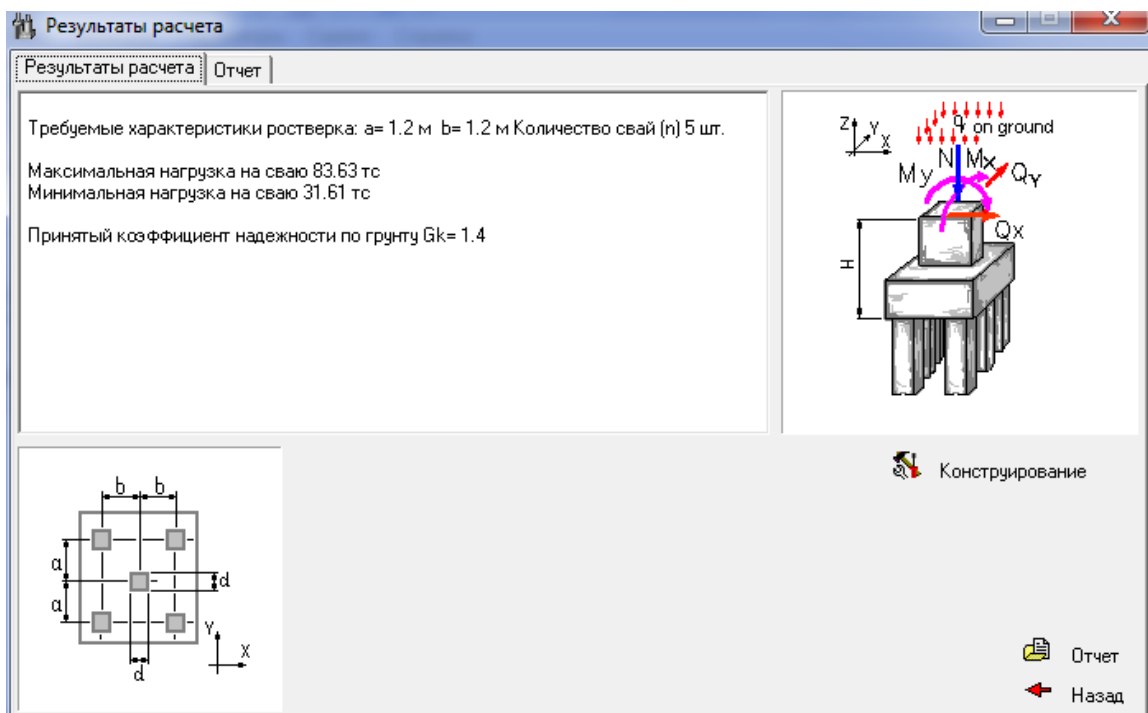 Результаты расчета
Результаты расчета
Отчет
Требуемые характеристики ростверка: a= 1.2 м b= 1.2 м Количество свай (n) 5 шт.
Максимальная нагрузка на сваю 83.63 тс
Минимальная нагрузка на сваю 31.61 тс
Принятый коэффициент надежности по грунту Gk= 1.4
Z Y X
q on ground
N Mx
My Qy
Qx
H
Конструирование
b b
a
d
a
Y
X
d
Отчет
Назад